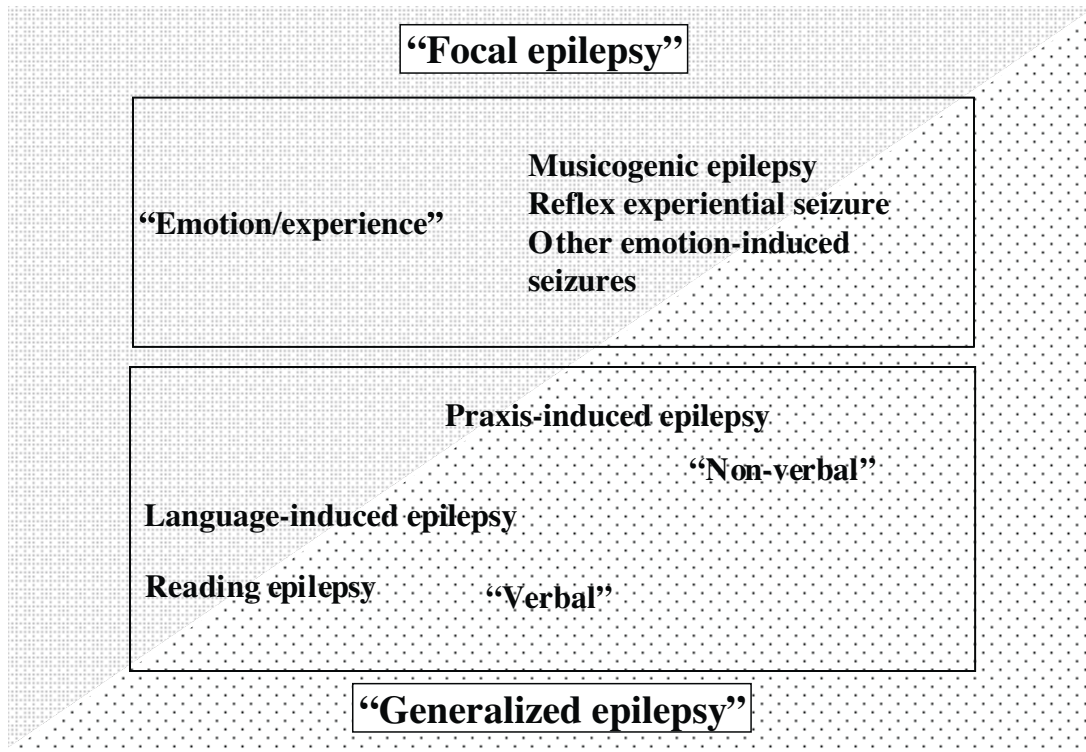 “Focal epilepsy”
“Emotion/experience”
Musicogenic epilepsy
Reflex experiential seizure
Other emotion-induced
seizures
Praxis-induced epilepsy
“Non-verbal”
Language-induced epilepsy
Reading epilepsy
“Verbal”
“Generalized epilepsy”